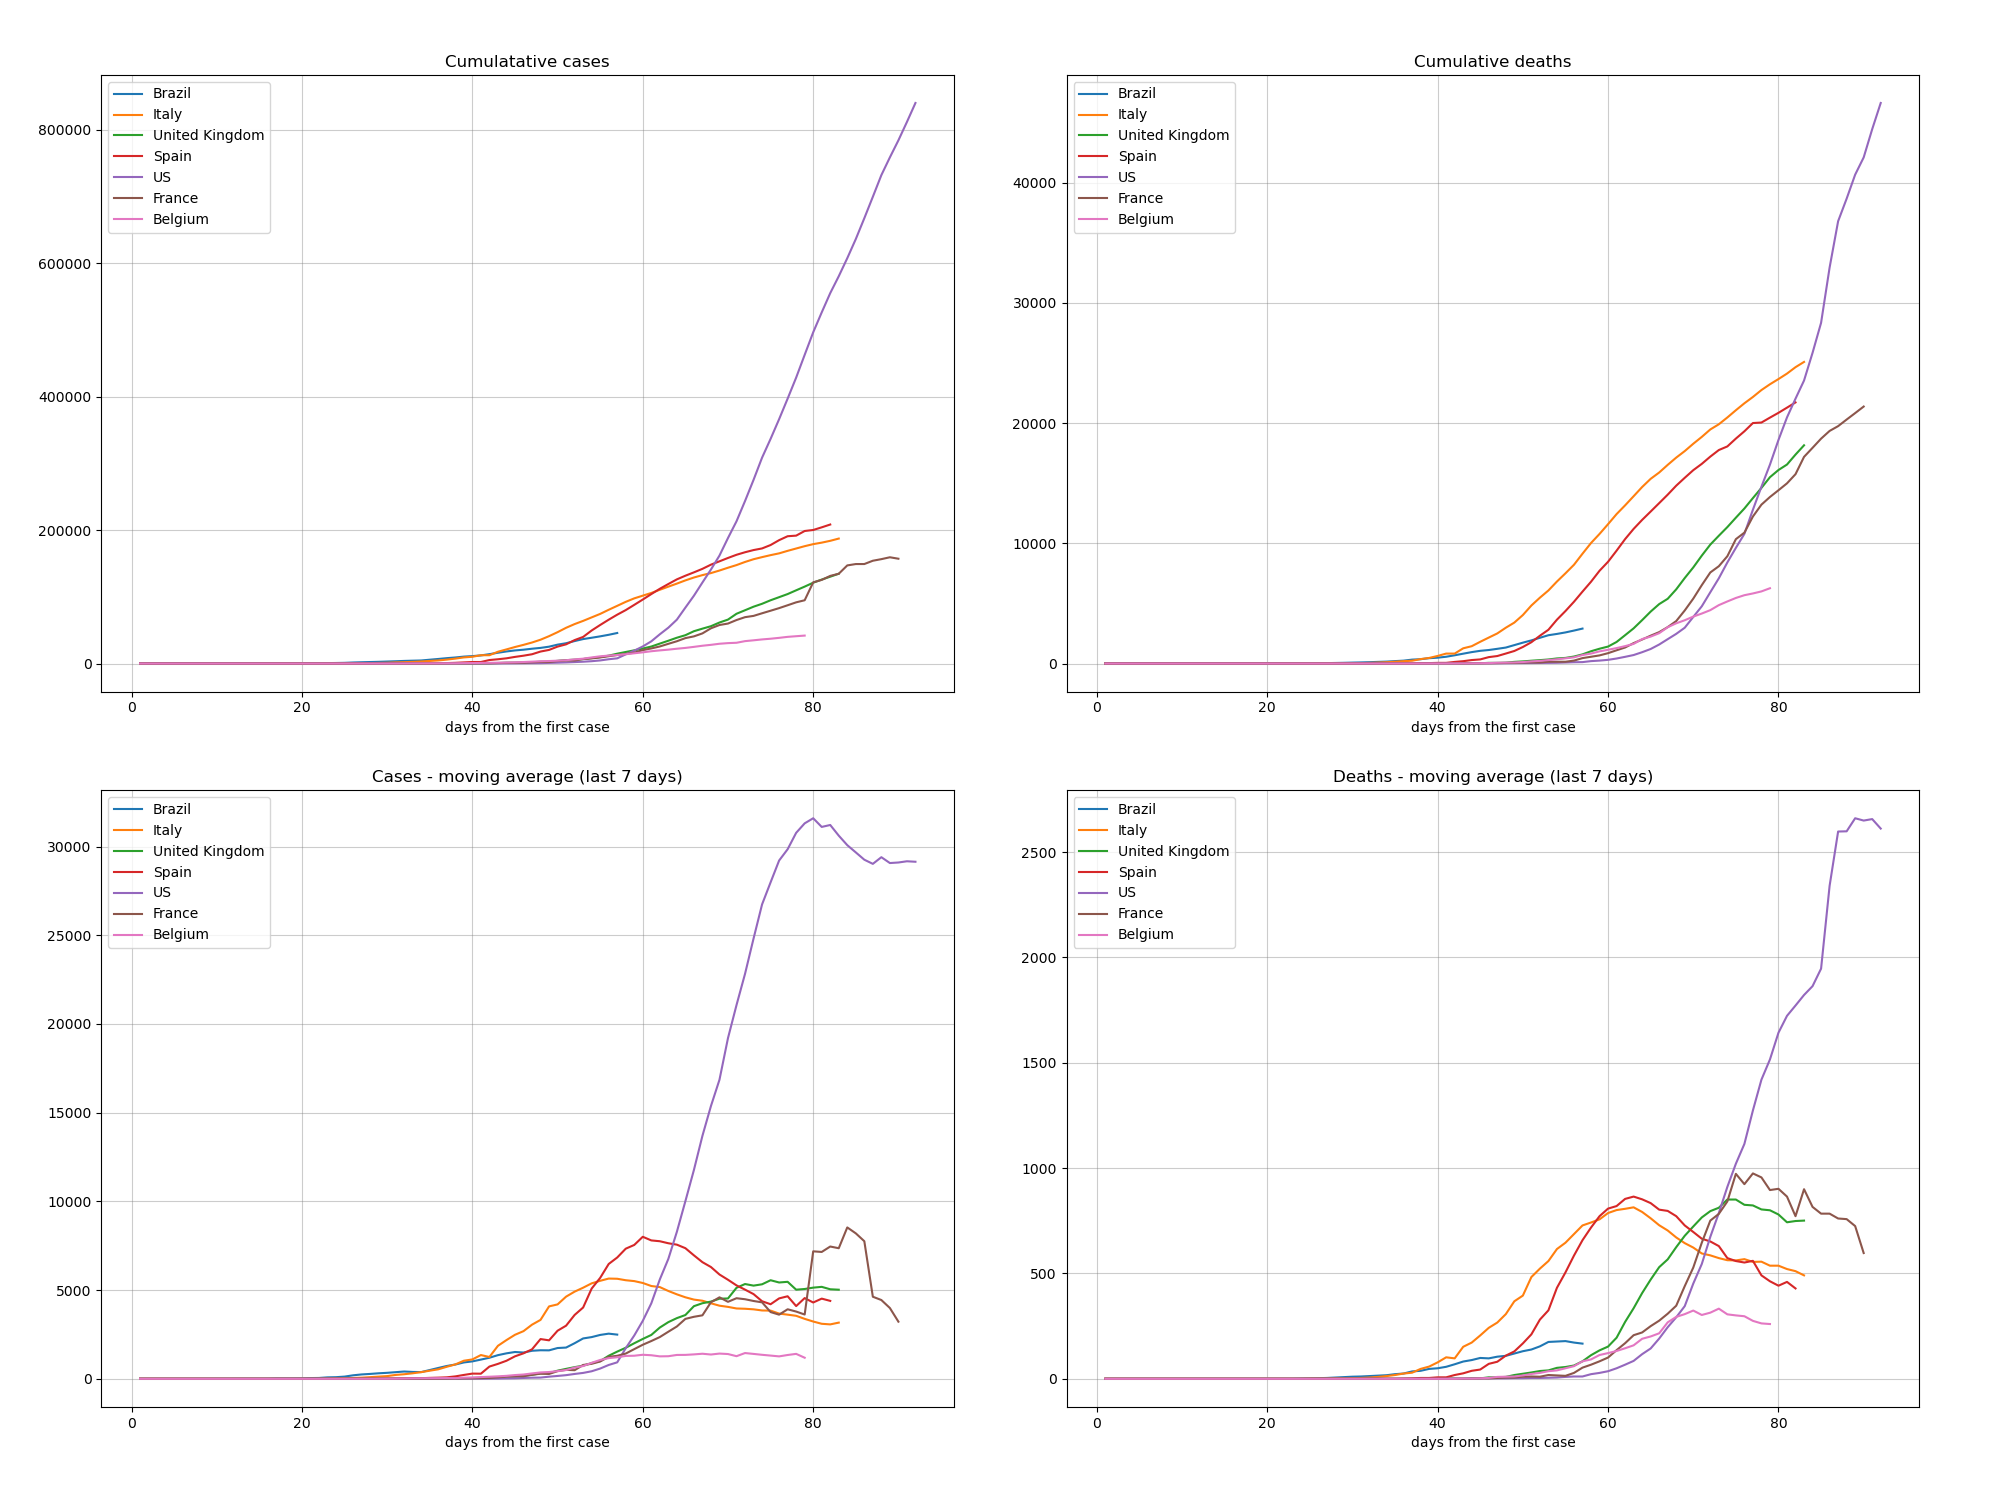 Cumulatative cases
Brazil
Italy
United Kingdom
Spain
US
France
Belgium
800000
600000
400000
200000
0
0 20 40 60 80
days from the first case
Cumulative deaths
Brazil
Italy
United Kingdom
Spain
US
France
Belgium
40000
30000
20000
10000
0
0 20 40 60 80
days from the first case
Cases - moving average (last 7 days)
Brazil
Italy
United Kingdom
Spain
US
France
Belgium
30000
25000
20000
15000
10000
5000
0
0 20 40 60 80
days from the first case
Deaths - moving average (last 7 days)
Brazil
Italy
United Kingdom
Spain
US
France
Belgium
2500
2000
1500
1000
500
0
0 20 40 60 80
days from the first case